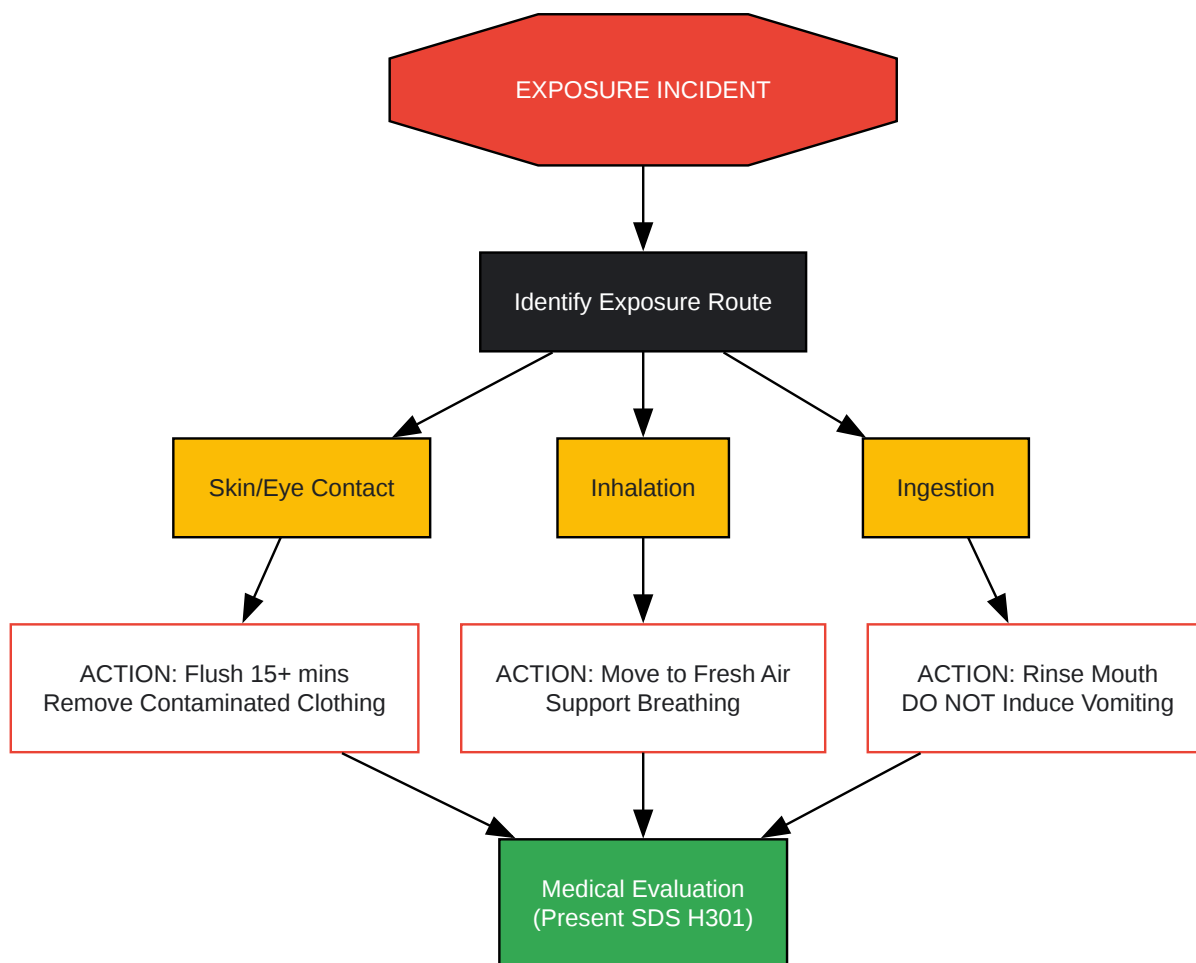 EXPOSURE INCIDENT
Identify Exposure Route
Skin/Eye Contact
Inhalation
Ingestion
ACTION: Flush 15+ mins
Remove Contaminated Clothing
ACTION: Move to Fresh Air
Support Breathing
ACTION: Rinse Mouth
DO NOT Induce Vomiting
Medical Evaluation
(Present SDS H301)